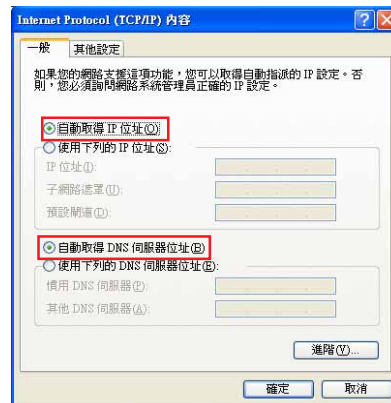 Internet Protocol (TCP/IP) 內容
一般
其他設定
如果您的網路支援這項功能，您可以取得自動指派的 IP 設定。否
則，您必須詢問網路系統管理員正確的 IP 設定。
自動取得 IP 位址(O)
使用下列的 IP 位址(S):
IP 位址(I):
子網路遮罩(U):
預設閘道(D):
自動取得 DNS 伺服器位址(B)
使用下列的 DNS 伺服器位址(E):
慣用 DNS 伺服器(P):
其他 DNS 伺服器(A):
進階(V)...
確定
取消